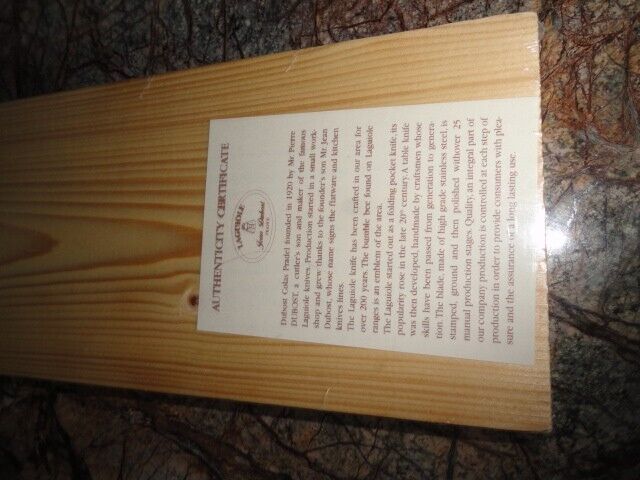 AUTHENTICITY CERTIFICATE
LAGUIOLE
Jean Dubost
FRANCE
Dubost Colas Pradel founded in 1920 by Mr. Pierre
DUBOST, a cutler's son and maker of the famous
Laguiole knives. Production started in a small work-
shop and grew thanks to the founder's son Mr. Jean
Dubost, whose name signs the flatware and kitchen
knives lines.
The Laguiole knife has been crafted in our area for
over 200 years. The bumble bee found on Laguiole
ranges is an emblem of the area.
The Laguiole started out as a folding pocket knife, its
popularity rose in the late 20th century. A table knife
was then developed, handmade by craftsmen whose
skills have been passed from generation to genera-
tion. The blade, made of high grade stainless steel, is
stamped, ground and then polished withover 25
manual production stages. Quality, an integral part of
our company production is controlled at each step of
production in order to provide consumers with plea-
sure and the assurance of a long lasting use.